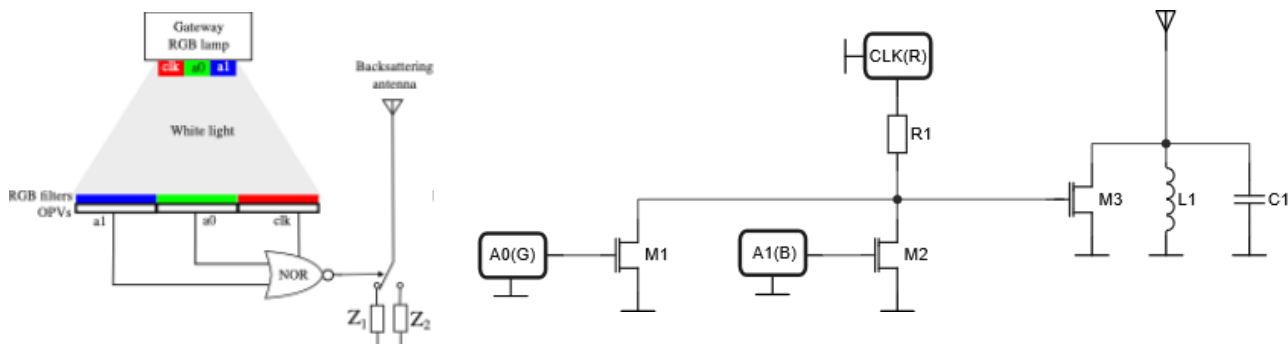 Gateway
RGB lamp
clk a0 a1
Backsattering
antenna
White light
RGB filters
OPVs
a1 a0 clk
NOR
Z1 Z2
CLK(R)
R1
A0(G)
M1
A1(B)
M2
M3
L1
C1